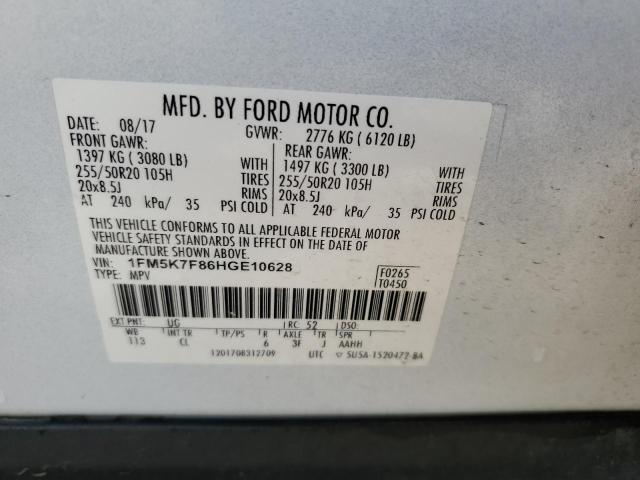 MFD. BY FORD MOTOR CO.
DATE: 08/17 GVWR: 2776 KG ( 6120 LB)
FRONT GAWR: REAR GAWR:
1397 KG ( 3080 LB) WITH 1497 KG ( 3300 LB) WITH
255/50R20 105H TIRES 255/50R20 105H TIRES
20x8.5J RIMS 20x8.5J RIMS
AT 240 kPa/ 35 PSI COLD AT 240 kPa/ 35 PSI COLD
THIS VEHICLE CONFORMS TO ALL APPLICABLE FEDERAL MOTOR
VEHICLE SAFETY STANDARDS IN EFFECT ON THE DATE OF
MANUFACTURE SHOWN ABOVE.
VIN: 1FM5K7F86HGE10628 F0265
TYPE: MPV T0450
EXT PNT: UG RC: 52 DSO:
WB INT TR TP/PS R AXLE TR SPR
113 CL 6 3F J AAHH
1201708312709 UTC ▽ 5U5A-1520472-BA